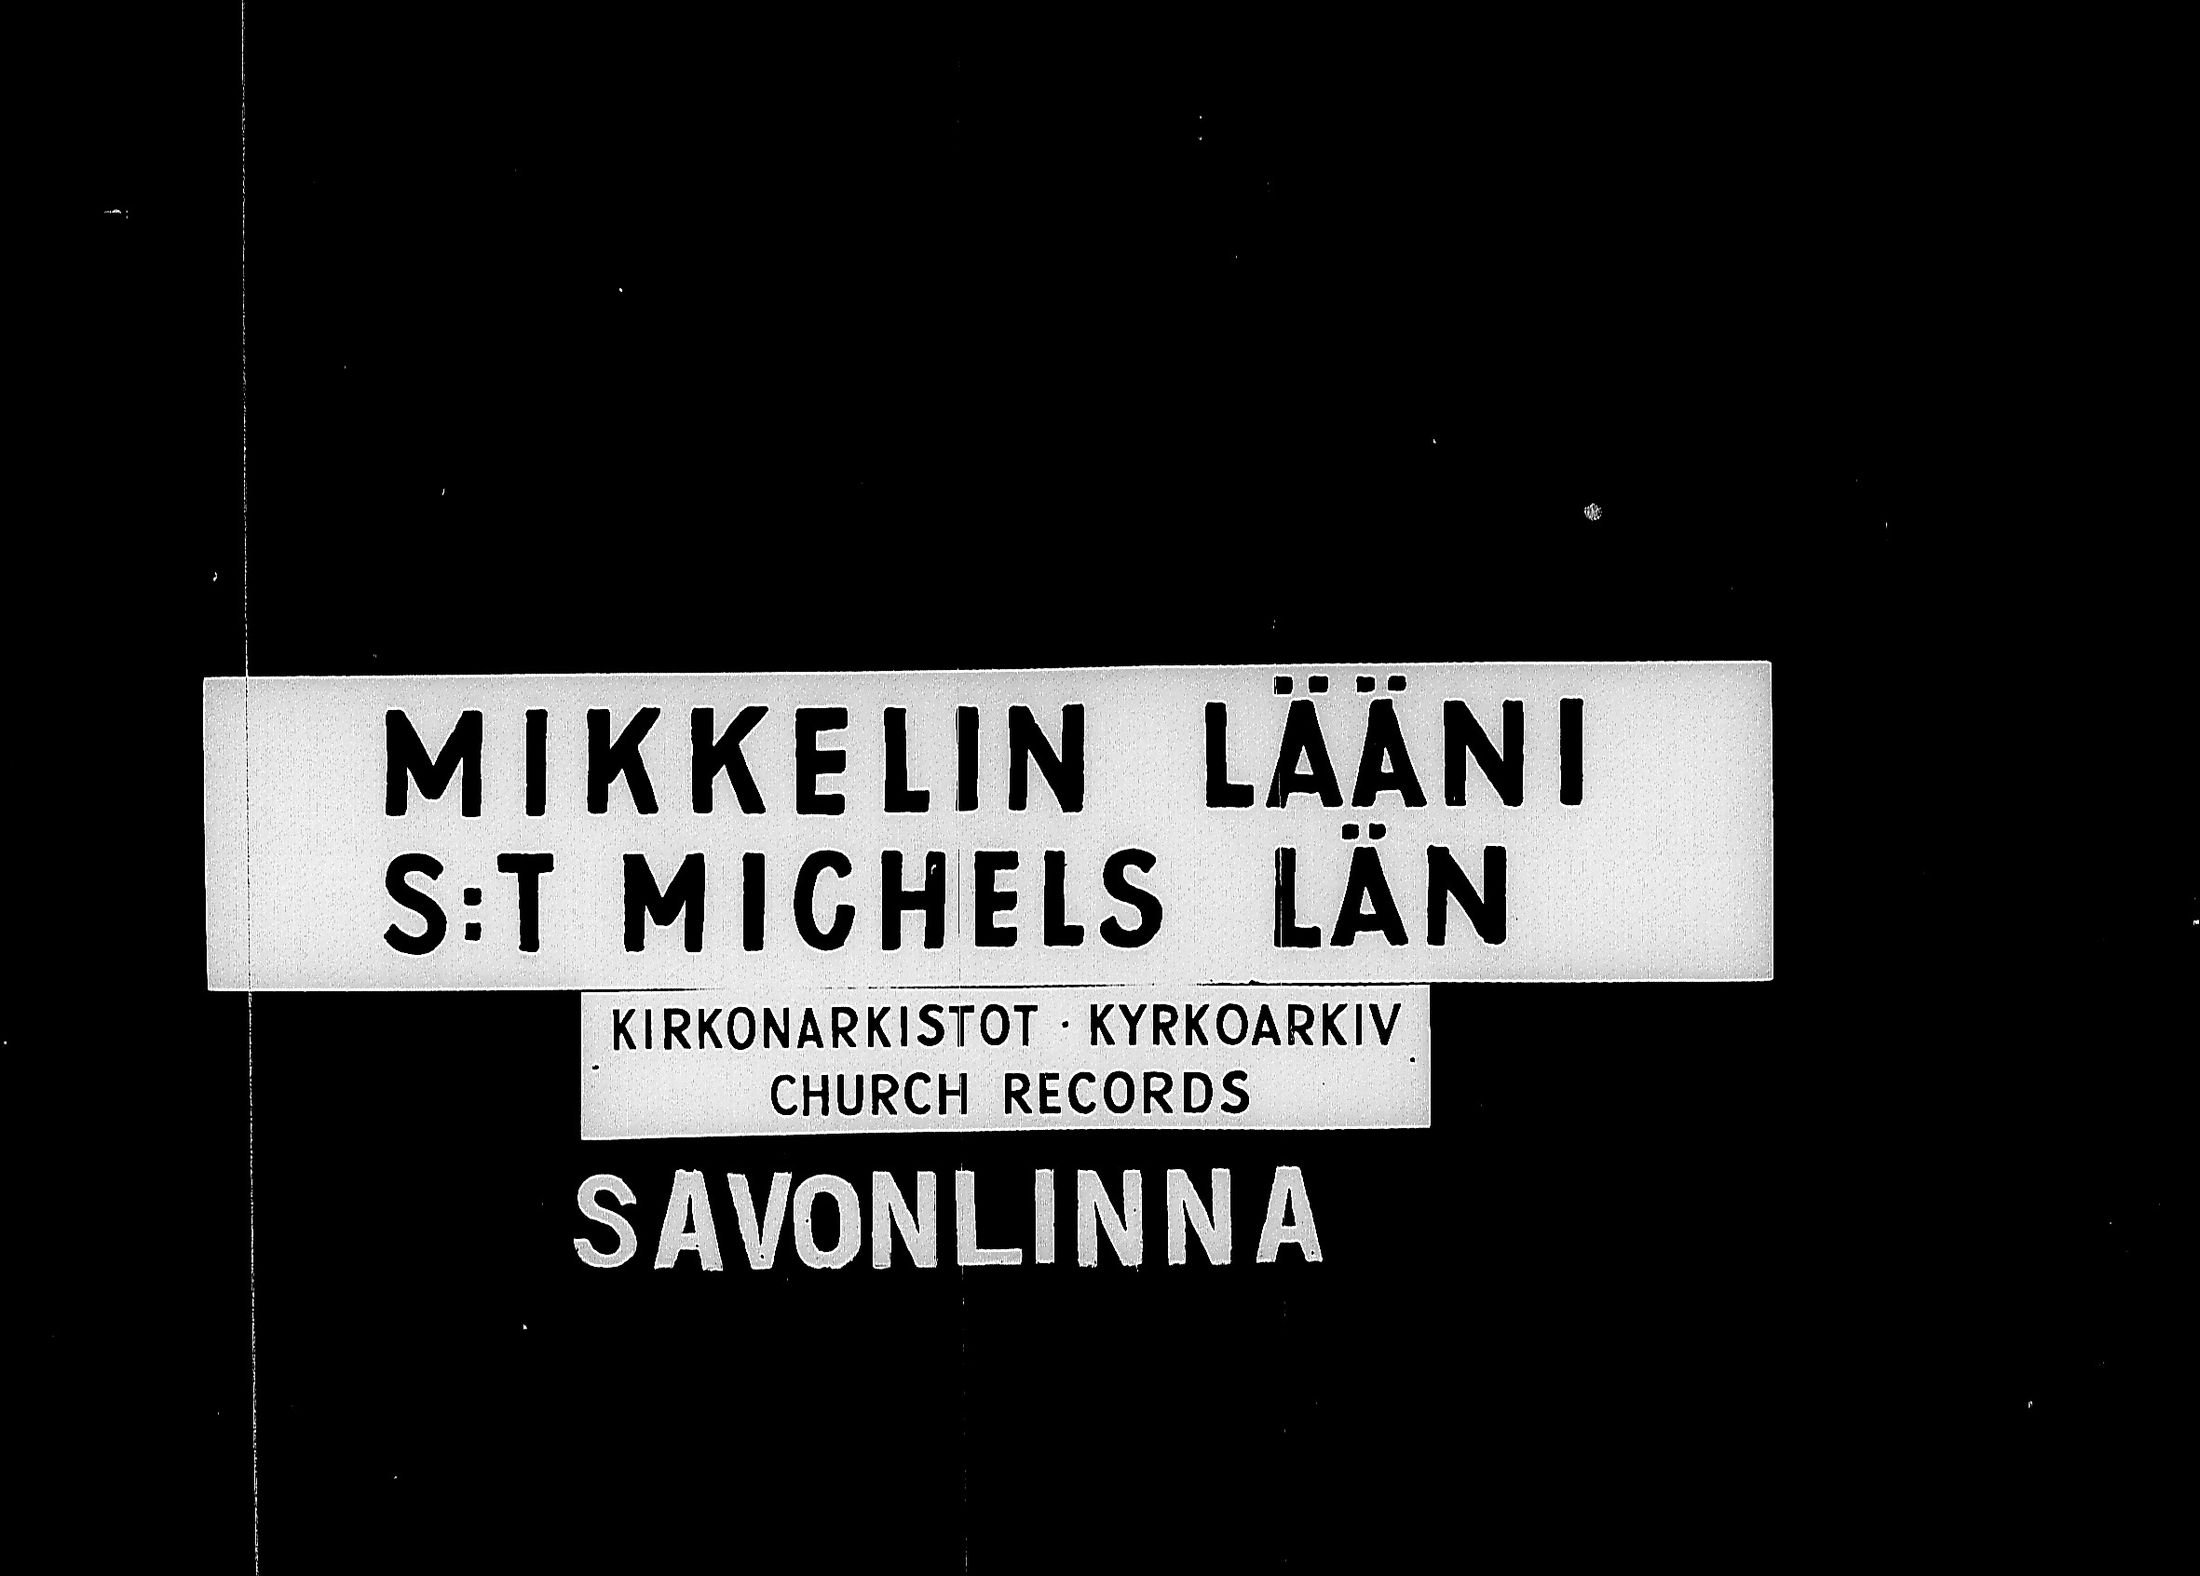 MIKKELIN LÄÄNI
S:T MICHELS LÄN
KIRKONARKISTOT · KYRKOARKIV
CHURCH RECORDS
SAVONLINNA